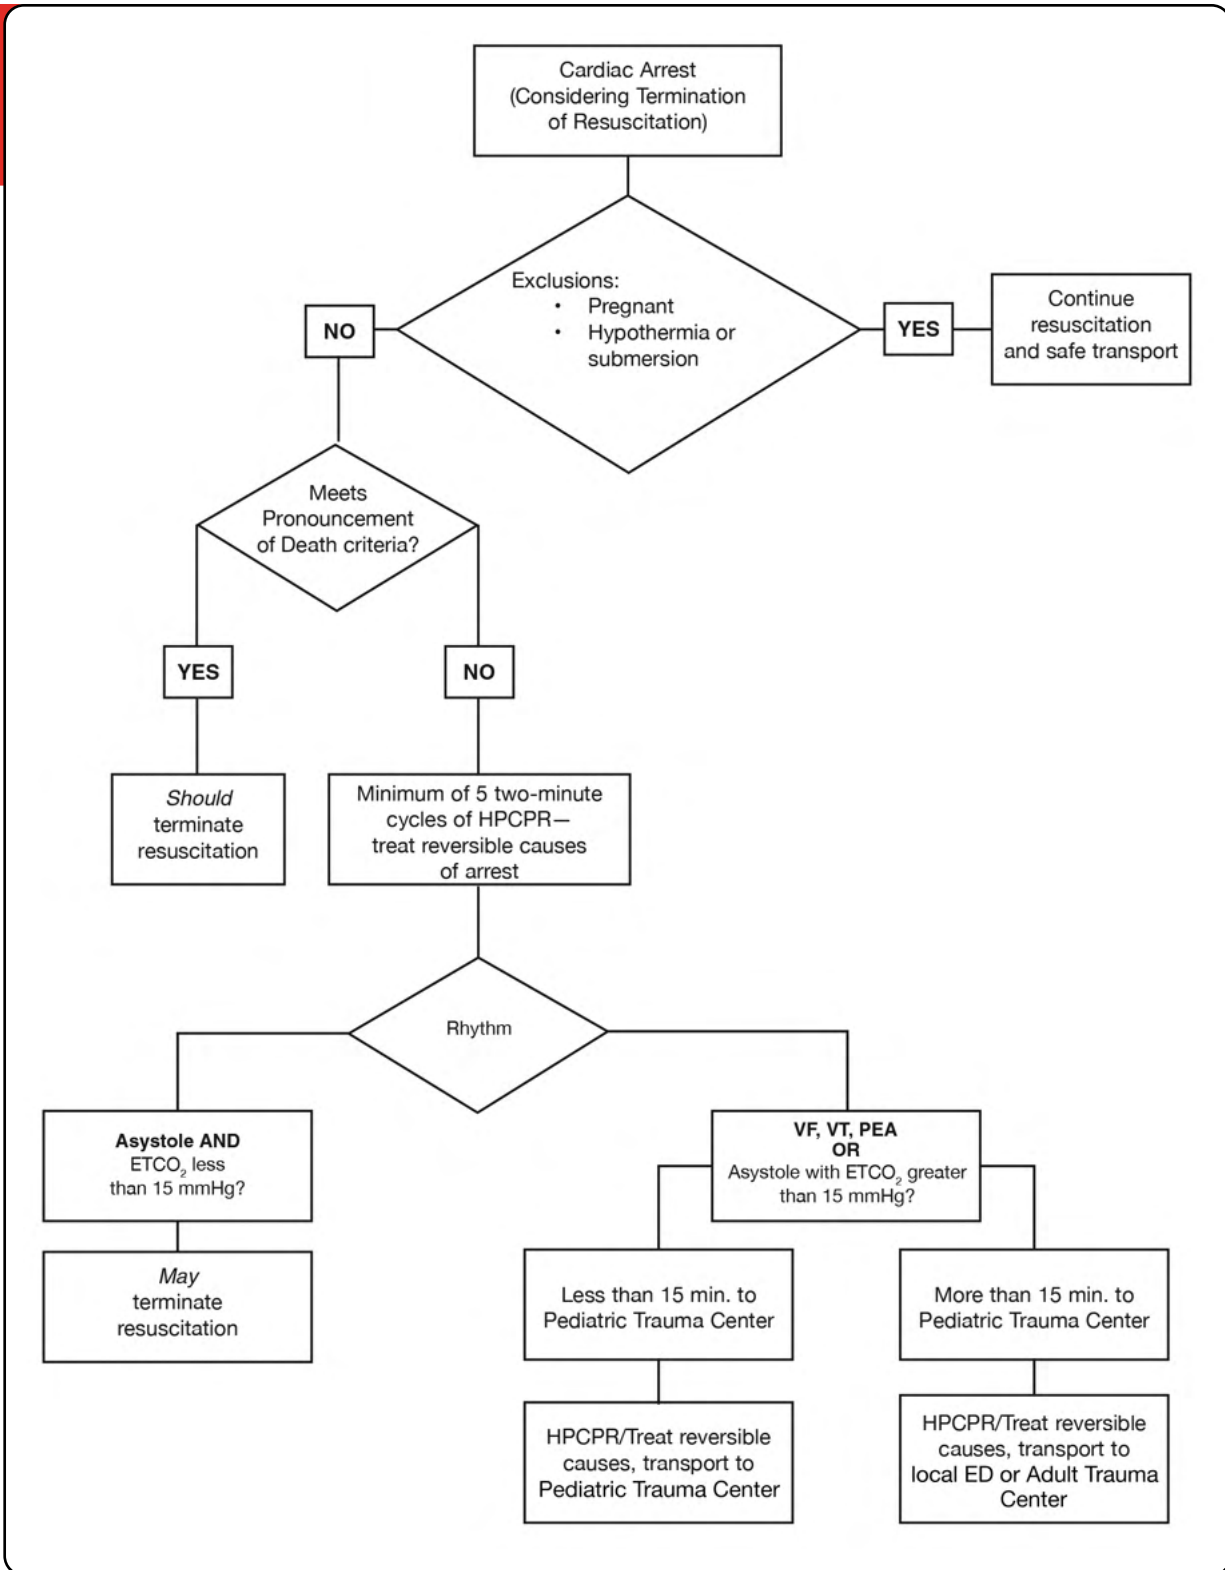 Cardiac Arrest
(Considering Termination
of Resuscitation)
Exclusions:
• Pregnant
• Hypothermia or
submersion
NO
YES
Continue
resuscitation
and safe transport
Meets
Pronouncement
of Death criteria?
YES
NO
Should
terminate
resuscitation
Minimum of 5 two-minute
cycles of HPCPR—
treat reversible causes
of arrest
Rhythm
Asystole AND
ETCO₂ less
than 15 mmHg?
VF, VT, PEA
OR
Asystole with ETCO₂ greater
than 15 mmHg?
May
terminate
resuscitation
Less than 15 min. to
Pediatric Trauma Center
More than 15 min. to
Pediatric Trauma Center
HPCPR/Treat reversible
causes, transport to
Pediatric Trauma Center
HPCPR/Treat reversible
causes, transport to
local ED or Adult Trauma
Center